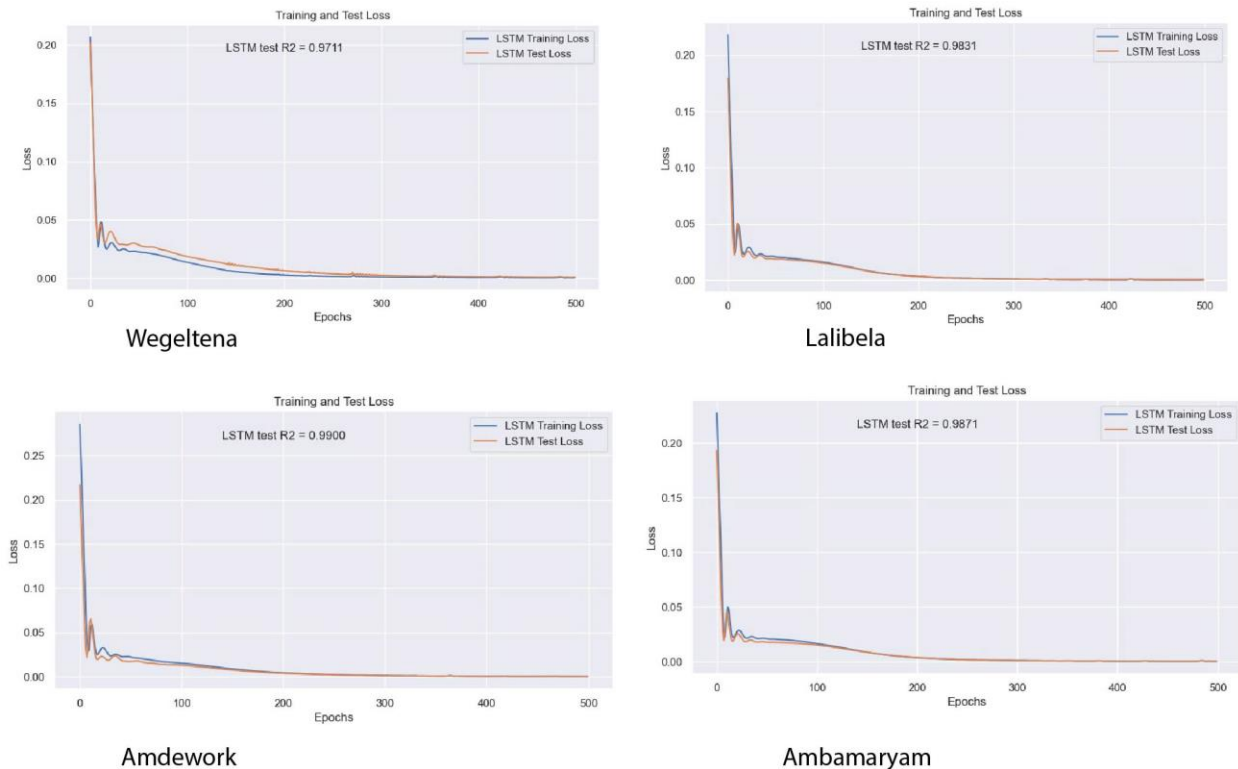 Training and Test Loss
LSTM test R2 = 0.9711
LSTM Training Loss
LSTM Test Loss
0.20
0.15
0.10
0.05
0.00
Loss
0 100 200 300 400 500
Epochs
Wegeltena
Training and Test Loss
LSTM test R2 = 0.9831
LSTM Training Loss
LSTM Test Loss
0.20
0.15
0.10
0.05
0.00
Loss
0 100 200 300 400 500
Epochs
Lalibela
Training and Test Loss
LSTM test R2 = 0.9900
LSTM Training Loss
LSTM Test Loss
0.25
0.20
0.15
0.10
0.05
0.00
Loss
0 100 200 300 400 500
Epochs
Amdework
Training and Test Loss
LSTM test R2 = 0.9871
LSTM Training Loss
LSTM Test Loss
0.20
0.15
0.10
0.05
0.00
Loss
0 100 200 300 400 500
Epochs
Ambamaryam